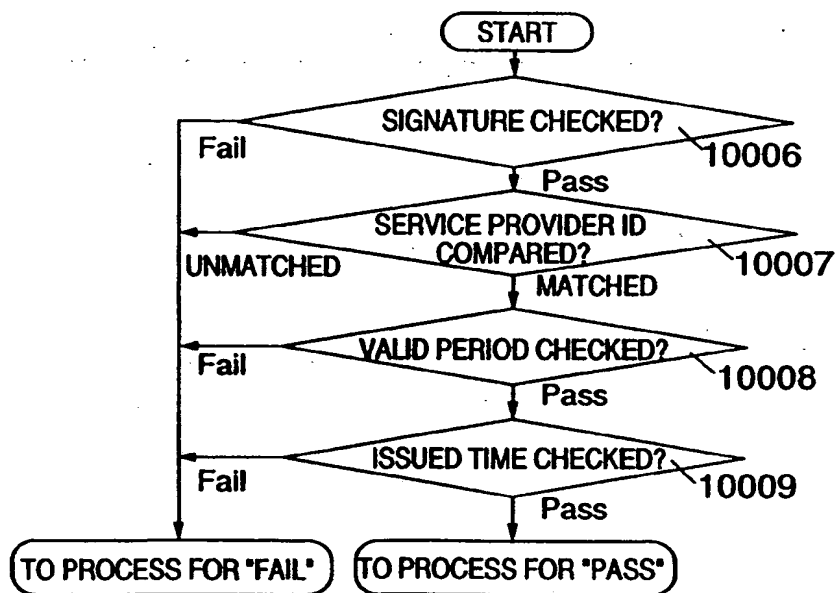 START
SIGNATURE CHECKED?
Fail
10006
Pass
SERVICE PROVIDER ID
COMPARED?
UNMATCHED
10007
MATCHED
VALID PERIOD CHECKED?
Fail
10008
Pass
ISSUED TIME CHECKED?
Fail
10009
Pass
TO PROCESS FOR "FAIL"
TO PROCESS FOR "PASS"